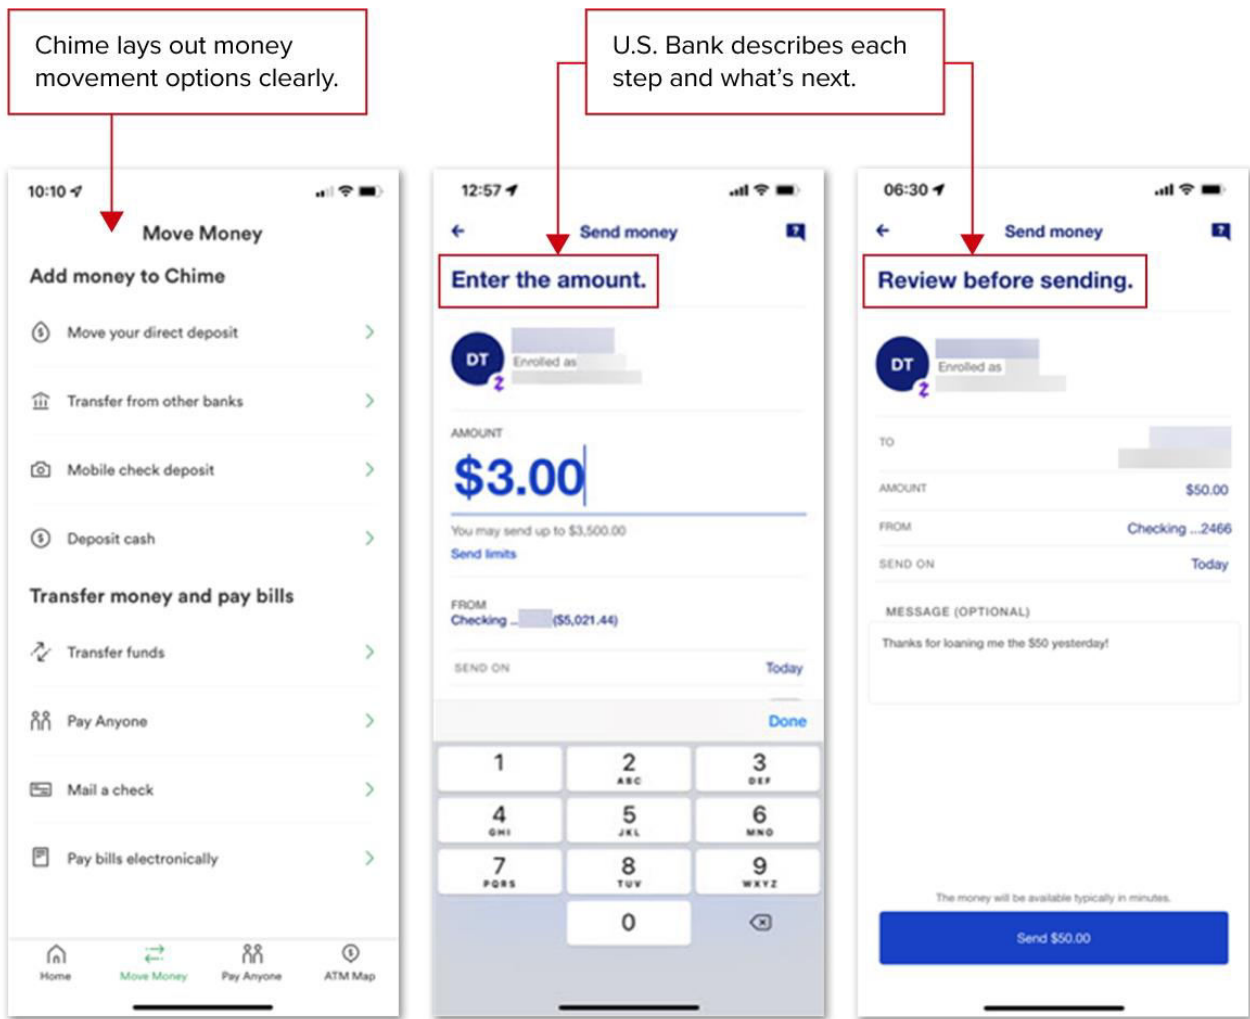 Chime lays out money
movement options clearly.
U.S. Bank describes each
step and what's next.
10:10
Move Money
Add money to Chime
Move your direct deposit
Transfer from other banks
Mobile check deposit
Deposit cash
Transfer money and pay bills
Transfer funds
Pay Anyone
Mail a check
Pay bills electronically
Home
Move Money
Pay Anyone
ATM Map
12:57
Send money
?
Enter the amount.
DT
Enrolled as
AMOUNT
$3.00
You may send up to $3,500.00
Send limits
FROM
Checking ... ($5,021.44)
SEND ON Today
Done
1
2
ABC
3
DEF
4
GHI
5
JKL
6
MNO
7
PQRS
8
TUV
9
WXYZ
0
06:30
Send money
?
Review before sending.
DT
Enrolled as
TO
AMOUNT $50.00
FROM Checking ...2466
SEND ON Today
MESSAGE (OPTIONAL)
Thanks for loaning me the $50 yesterday!
The money will be available typically in minutes.
Send $50.00